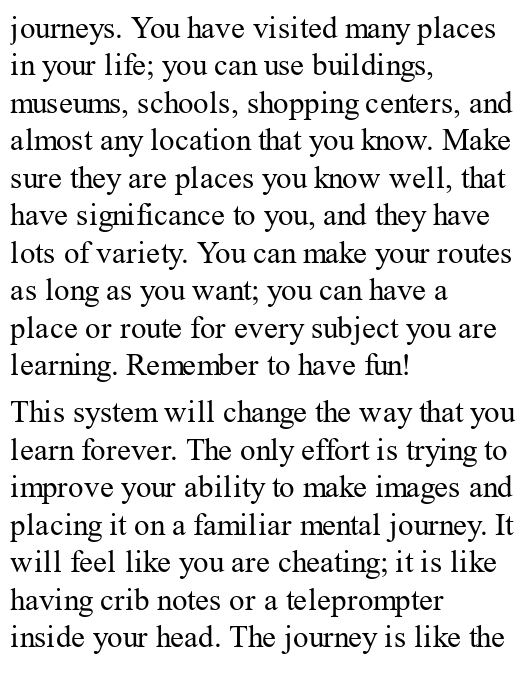 journeys. You have visited many places
in your life; you can use buildings,
museums, schools, shopping centers, and
almost any location that you know. Make
sure they are places you know well, that
have significance to you, and they have
lots of variety. You can make your routes
as long as you want; you can have a
place or route for every subject you are
learning. Remember to have fun!
This system will change the way that you
learn forever. The only effort is trying to
improve your ability to make images and
placing it on a familiar mental journey. It
will feel like you are cheating; it is like
having crib notes or a teleprompter
inside your head. The journey is like the